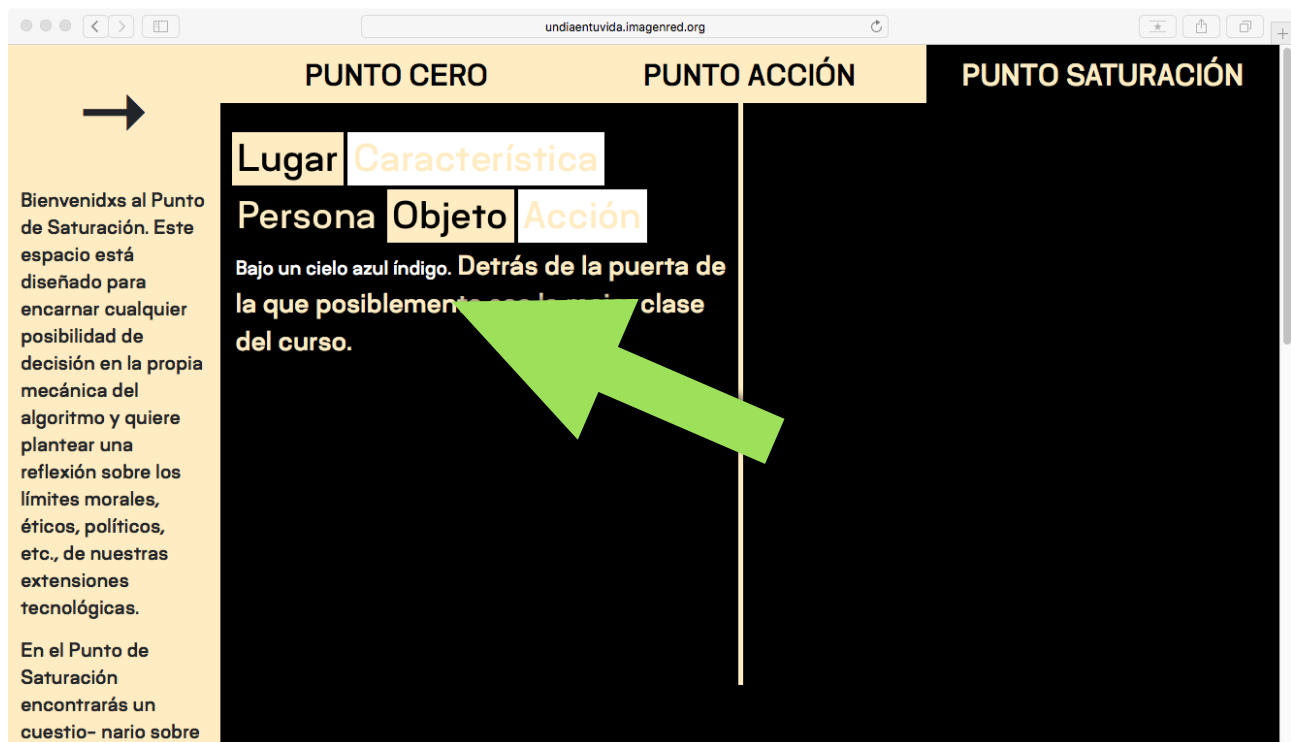 undiaentuvida.imagenred.org
PUNTO CERO PUNTO ACCIÓN PUNTO SATURACIÓN
Bienvenidxs al Punto
de Saturación. Este
espacio está
diseñado para
encarnar cualquier
posibilidad de
decisión en la propia
mecánica del
algoritmo y quiere
plantear una
reflexión sobre los
límites morales,
éticos, políticos,
etc., de nuestras
extensiones
tecnológicas.
En el Punto de
Saturación
encontrarás un
cuestio- nario sobre
Lugar Característica
Persona Objeto Acción
Bajo un cielo azul índigo. Detrás de la puerta de
la que posiblemente clase
del curso.